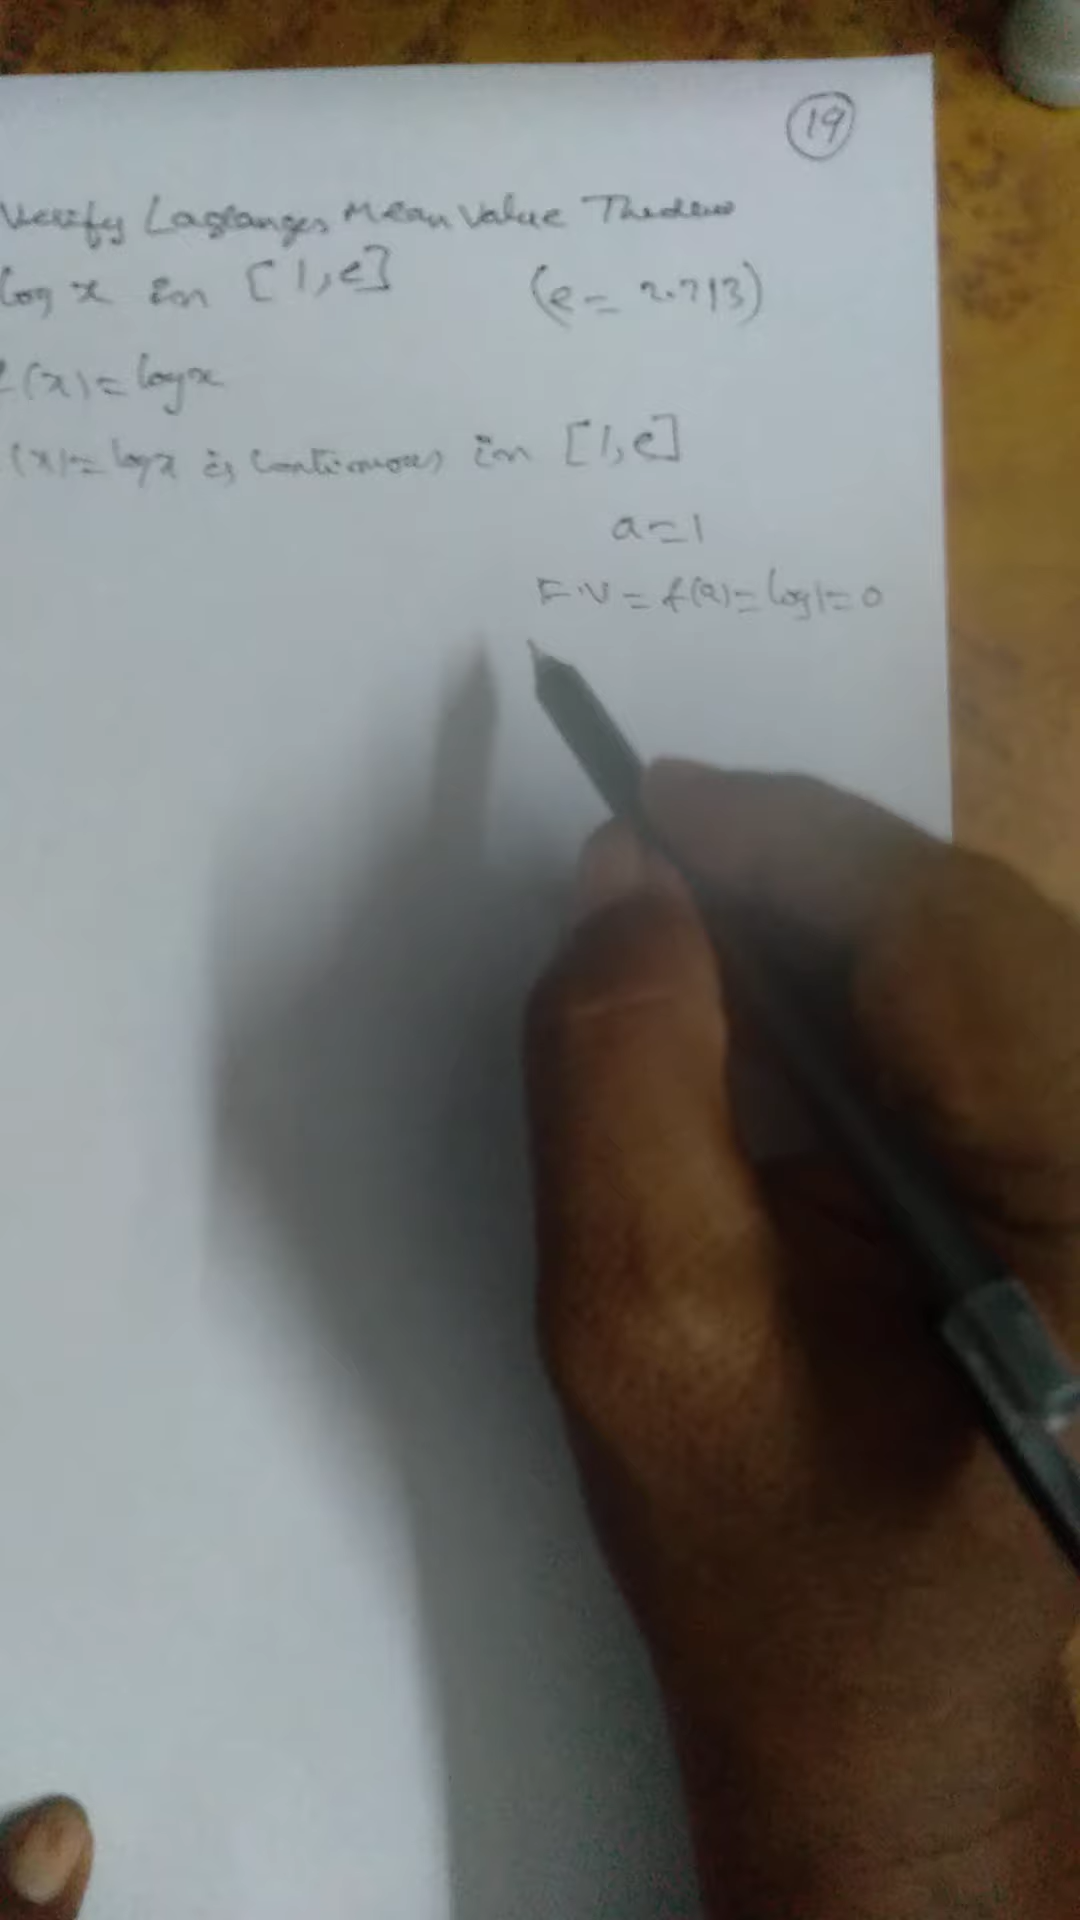 19
Verify Lagranges Mean Value Theorem
log x in [1,e] (e = 2.713)
f(x) = log x
(x) = log x is continuous in [1,e]
a = 1
F.V = f(a) = log 1 = 0